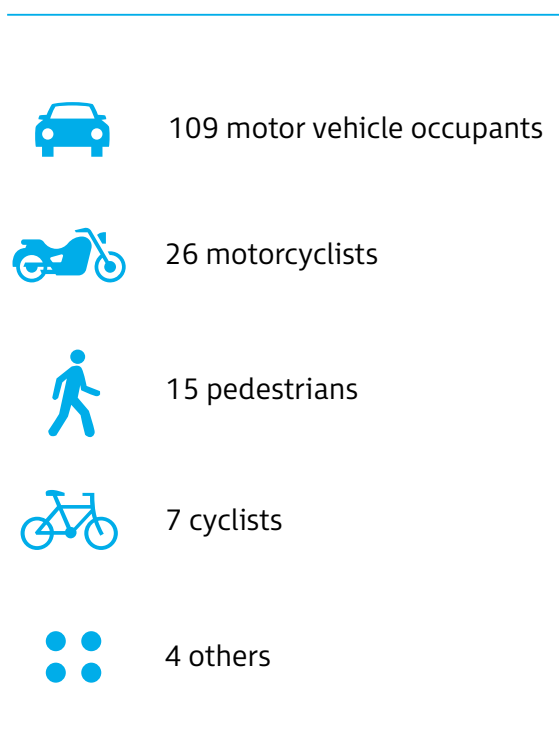 109 motor vehicle occupants
26 motorcyclists
15 pedestrians
7 cyclists
4 others